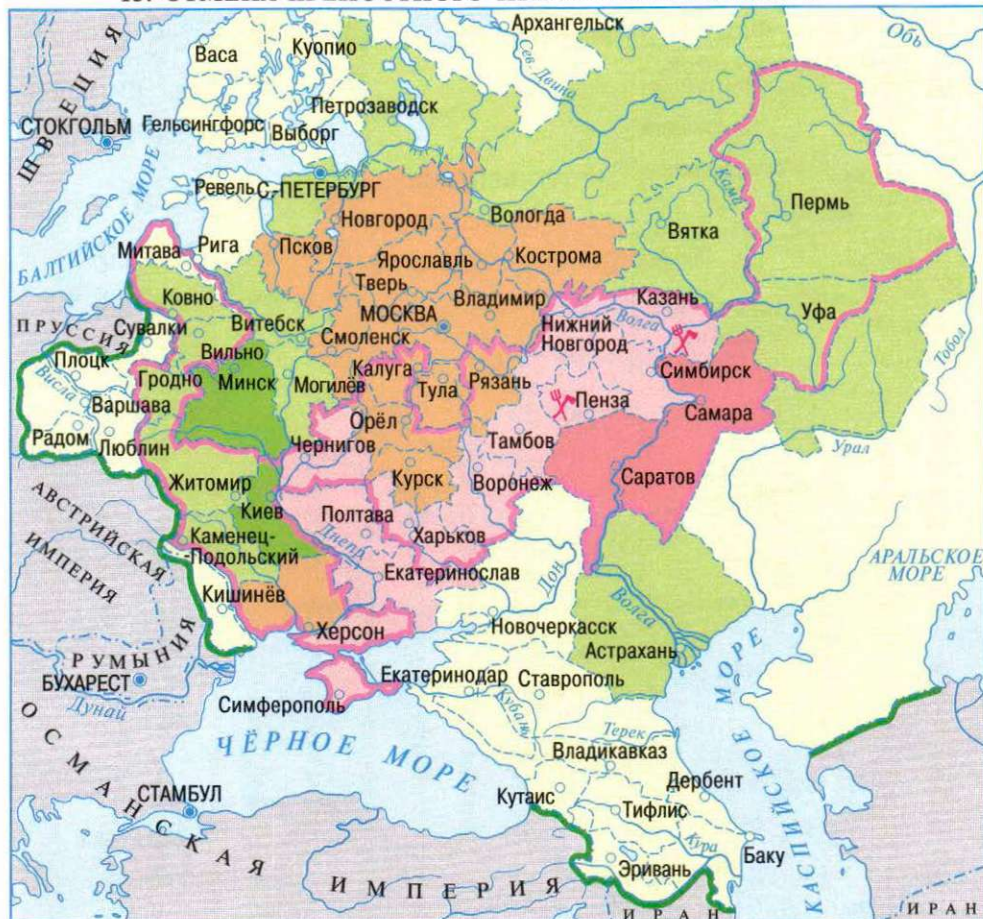 Архангельск
Обь
Сев. Двина
ШВЕЦИЯ
Васа
Куопио
Петрозаводск
СТОКГОЛЬМ
Гельсингфорс
Выборг
Кама
БАЛТИЙСКОЕ МОРЕ
Ревель
С.-ПЕТЕРБУРГ
Новгород
Вологда
Пермь
Вятка
Псков
Рига
Митава
Ярославль
Кострома
Тверь
Ковно
Витебск
МОСКВА
Владимир
Казань
Уфа
Тобол
ПРУССИЯ
Сувалки
Смоленск
Нижний
Новгород
Волга
Плоцк
Вильно
Калуга
Рязань
Симбирск
Висла
Гродно
Минск
Могилёв
Тула
Пенза
Варшава
Орёл
Самара
Радом
Люблин
Чернигов
Тамбов
Урал
Житомир
Курск
Воронеж
Саратов
АВСТРИЙСКАЯ
ИМПЕРИЯ
Киев
Полтава
Харьков
Каменец-
-Подольский
Днепр
АРАЛЬСКОЕ
МОРЕ
Екатеринослав
Дон
Волга
Кишинёв
Херсон
Новочеркасск
Астрахань
РУМЫНИЯ
БУХАРЕСТ
Дунай
Екатеринодар
Ставрополь
Симферополь
Кубань
Терек
ЧЁРНОЕ МОРЕ
Владикавказ
КАСПИЙСКОЕ МОРЕ
Дербент
СТАМБУЛ
Кутаис
Тифлис
Кура
Баку
Эривань
ОСМАНСКАЯ
ИМПЕРИЯ
ИРАН
ИРАН